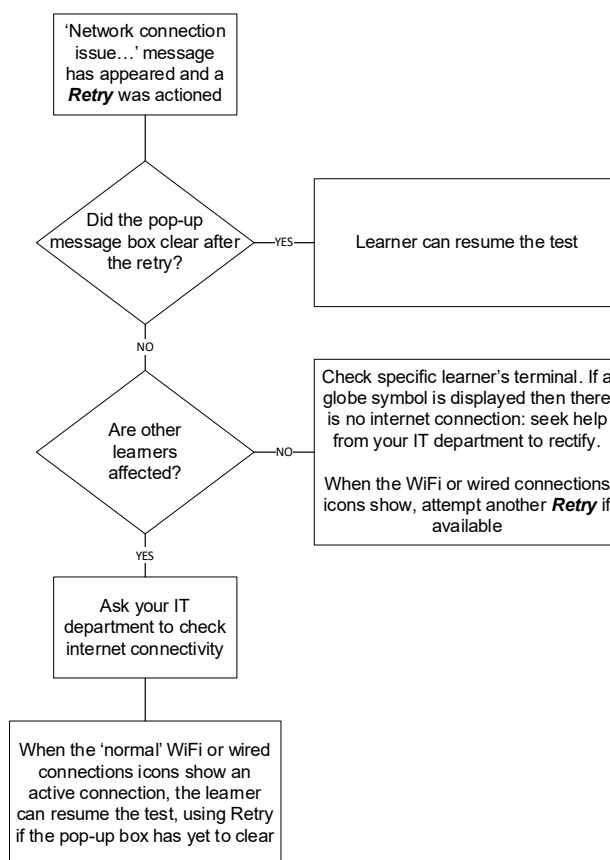 ‘Network connection
issue…’ message
has appeared and a
Retry was actioned
Did the pop-up
message box clear after
the retry?
YES
Learner can resume the test
NO
Are other
learners
affected?
NO
Check specific learner’s terminal. If a
globe symbol is displayed then there
is no internet connection: seek help
from your IT department to rectify.
When the WiFi or wired connections
icons show, attempt another Retry if
available
YES
Ask your IT
department to check
internet connectivity
When the ‘normal’ WiFi or wired
connections icons show an
active connection, the learner
can resume the test, using Retry
if the pop-up box has yet to clear